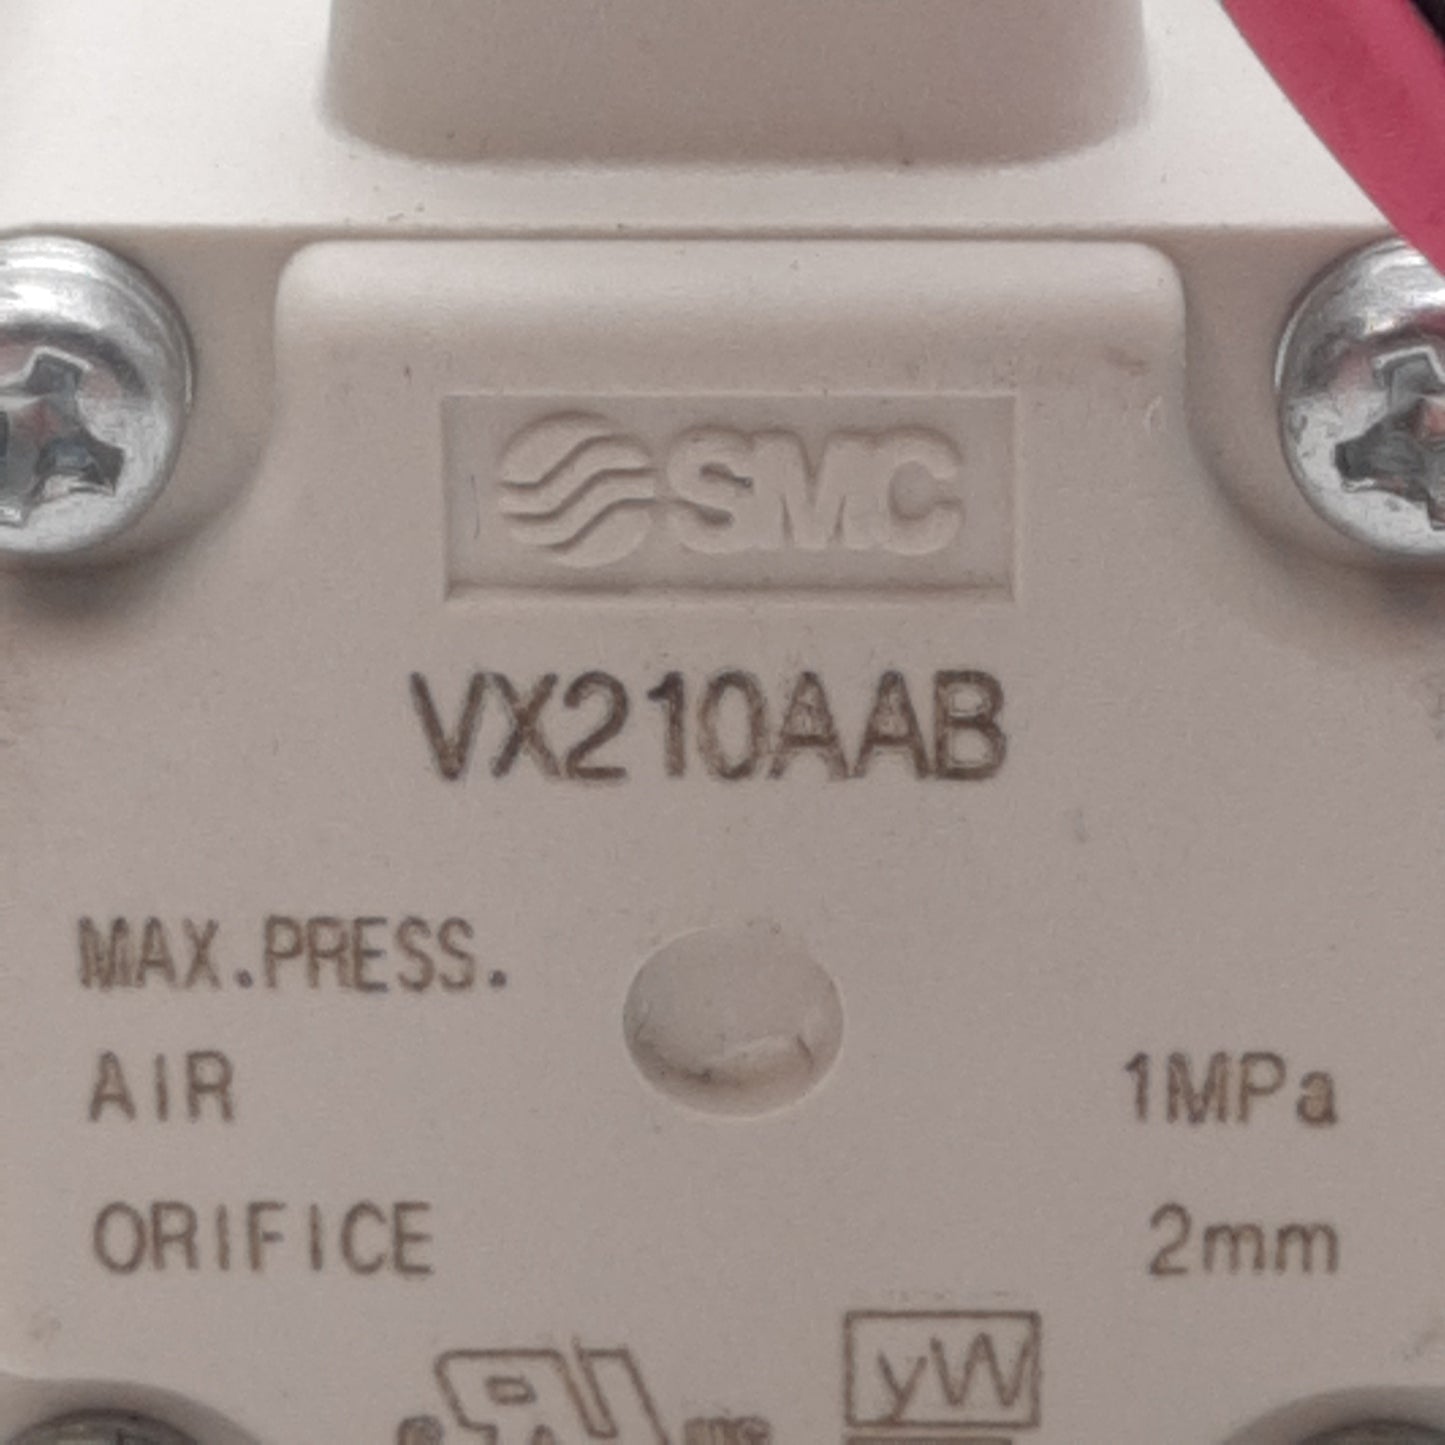 SMC
VX210AAB
MAX.PRESS.
AIR 1MPa
ORIFICE 2mm
yW